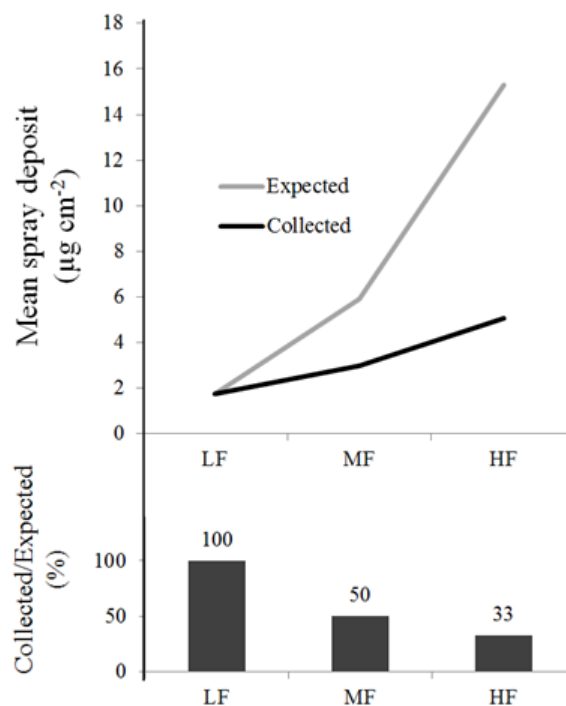 18
16
14
12
10
8
6
4
2
0
Mean spray deposit
(µg cm-2)
Expected
Collected
LF MF HF
Collected/Expected
(%)
100
50
0
100
50
33
LF MF HF